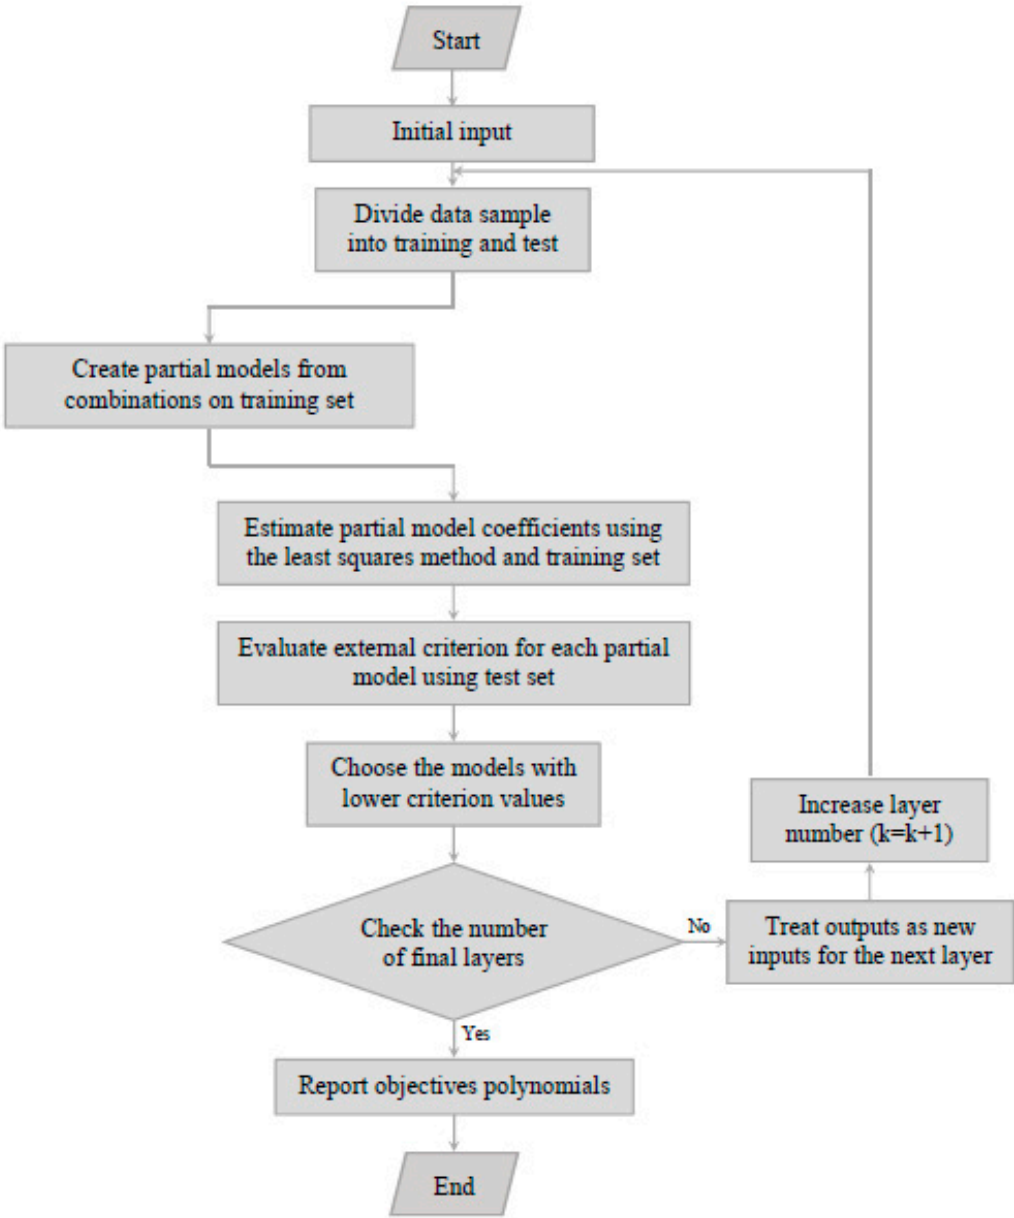 Start
Initial input
Divide data sample
into training and test
Create partial models from
combinations on training set
Estimate partial model coefficients using
the least squares method and training set
Evaluate external criterion for each partial
model using test set
Choose the models with
lower criterion values
Increase layer
number (k=k+1)
Check the number
of final layers
No
Treat outputs as new
inputs for the next layer
Yes
Report objectives polynomials
End